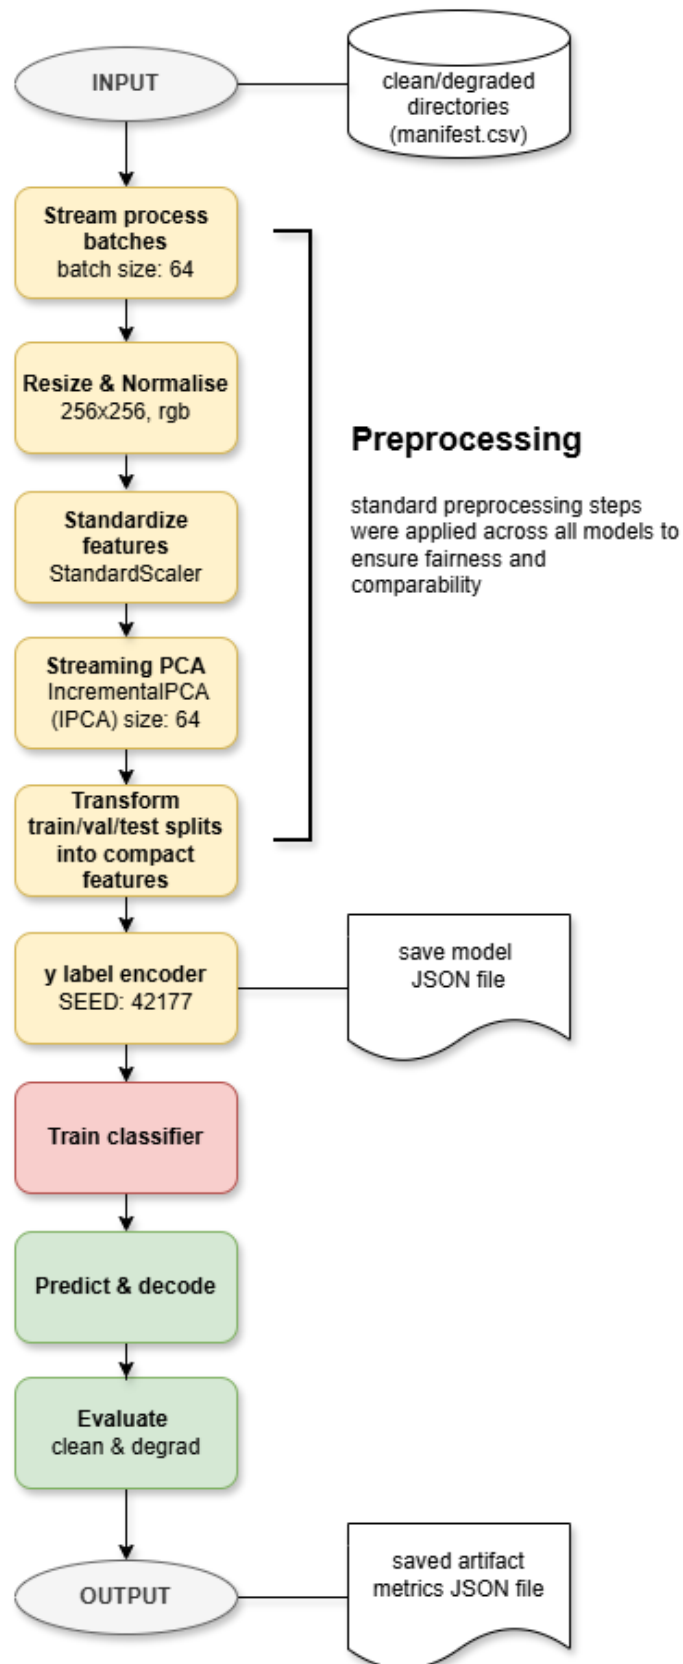 INPUT
clean/degraded
directories
(manifest.csv)
Stream process
batches
batch size: 64
Resize & Normalise
256x256, rgb
Standardize
features
StandardScaler
Streaming PCA
IncrementalPCA
(IPCA) size: 64
Transform
train/val/test splits
into compact
features
Preprocessing
standard preprocessing steps
were applied across all models to
ensure fairness and
comparability
y label encoder
SEED: 42177
save model
JSON file
Train classifier
Predict & decode
Evaluate
clean & degrad
OUTPUT
saved artifact
metrics JSON file